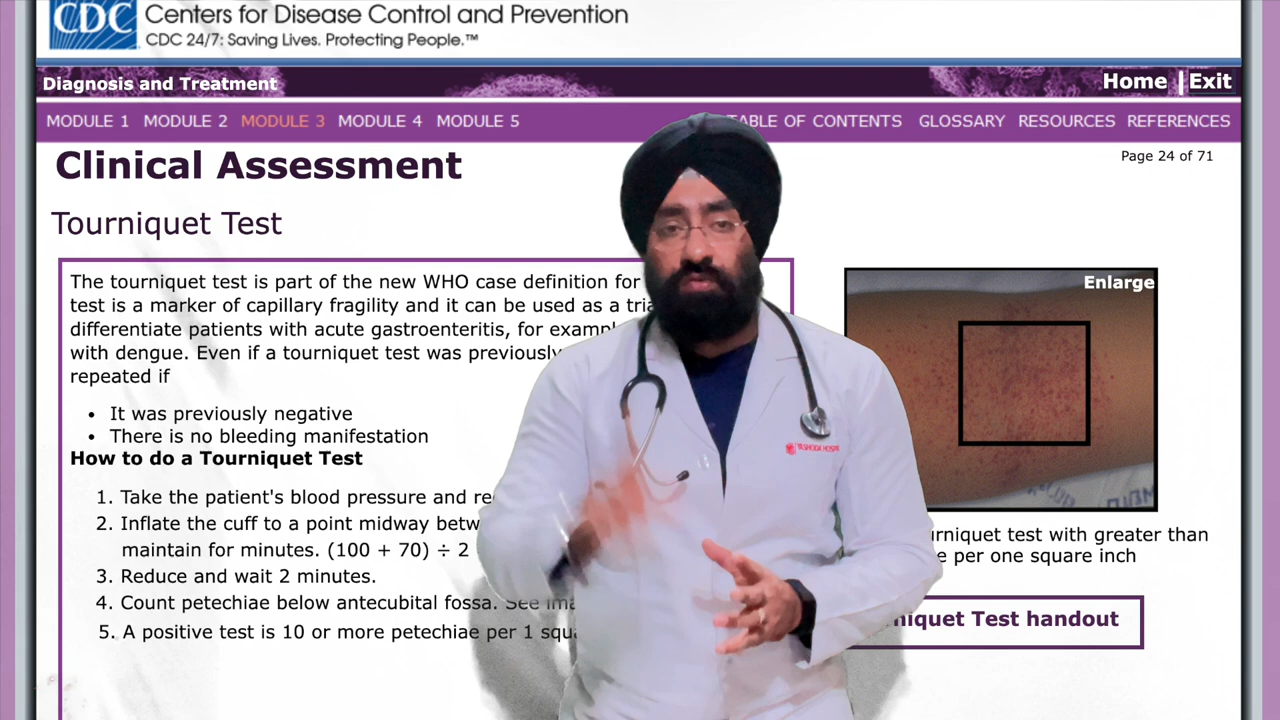 CDC
Centers for Disease Control and Prevention
CDC 24/7: Saving Lives. Protecting People.™
Diagnosis and Treatment
Home | Exit
MODULE 1 MODULE 2 MODULE 3 MODULE 4 MODULE 5 TABLE OF CONTENTS GLOSSARY RESOURCES REFERENCES
Clinical Assessment
Page 24 of 71
Tourniquet Test
The tourniquet test is part of the new WHO case definition for
test is a marker of capillary fragility and it can be used as a
differentiate patients with acute gastroenteritis, for
with dengue. Even if a tourniquet test was previously
repeated if
• It was previously negative
• There is no bleeding manifestation
How to do a Tourniquet Test
1. Take the patient's blood pressure and
2. Inflate the cuff to a point midway
maintain for minutes. (100 + 70) ÷ 2
3. Reduce and wait 2 minutes.
4. Count petechiae below antecubital fossa. See
5. A positive test is 10 or more petechiae per 1
Enlarge
test with greater than
per one square inch
Test handout
YASHODA